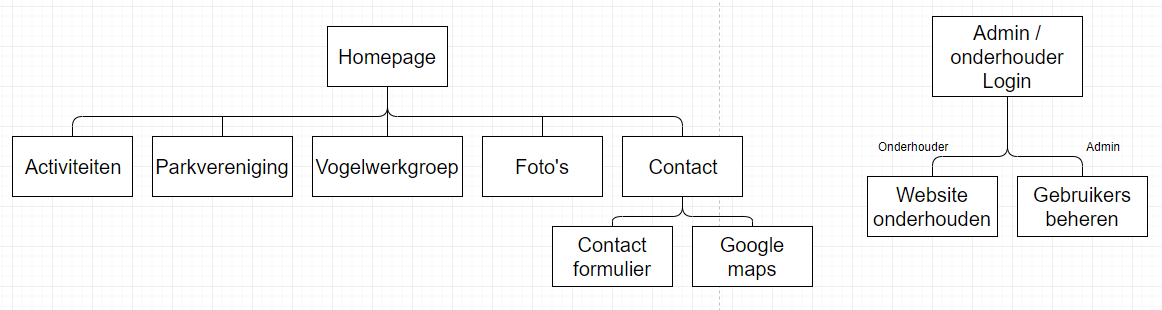 Homepage
Activiteiten
Parkvereniging
Vogelwerkgroep
Foto's
Contact
Contact
formulier
Google
maps
Admin /
onderhouder
Login
Onderhouder
Admin
Website
onderhouden
Gebruikers
beheren